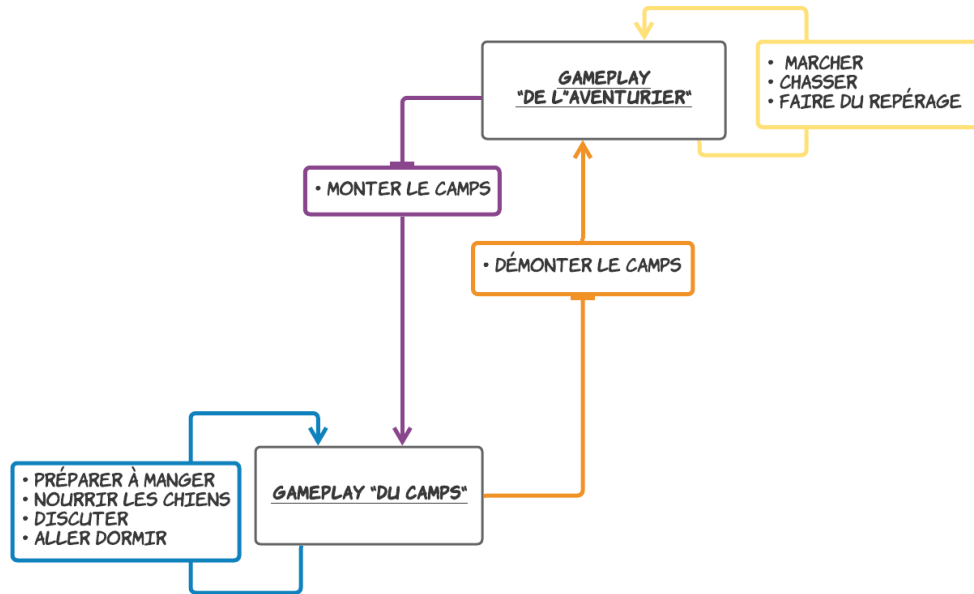 GAMEPLAY
"DE L"AVENTURIER"
• MARCHER
• CHASSER
• FAIRE DU REPÉRAGE
• MONTER LE CAMPS
• DÉMONTER LE CAMPS
• PRÉPARER À MANGER
• NOURRIR LES CHIENS
• DISCUTER
• ALLER DORMIR
GAMEPLAY "DU CAMPS"